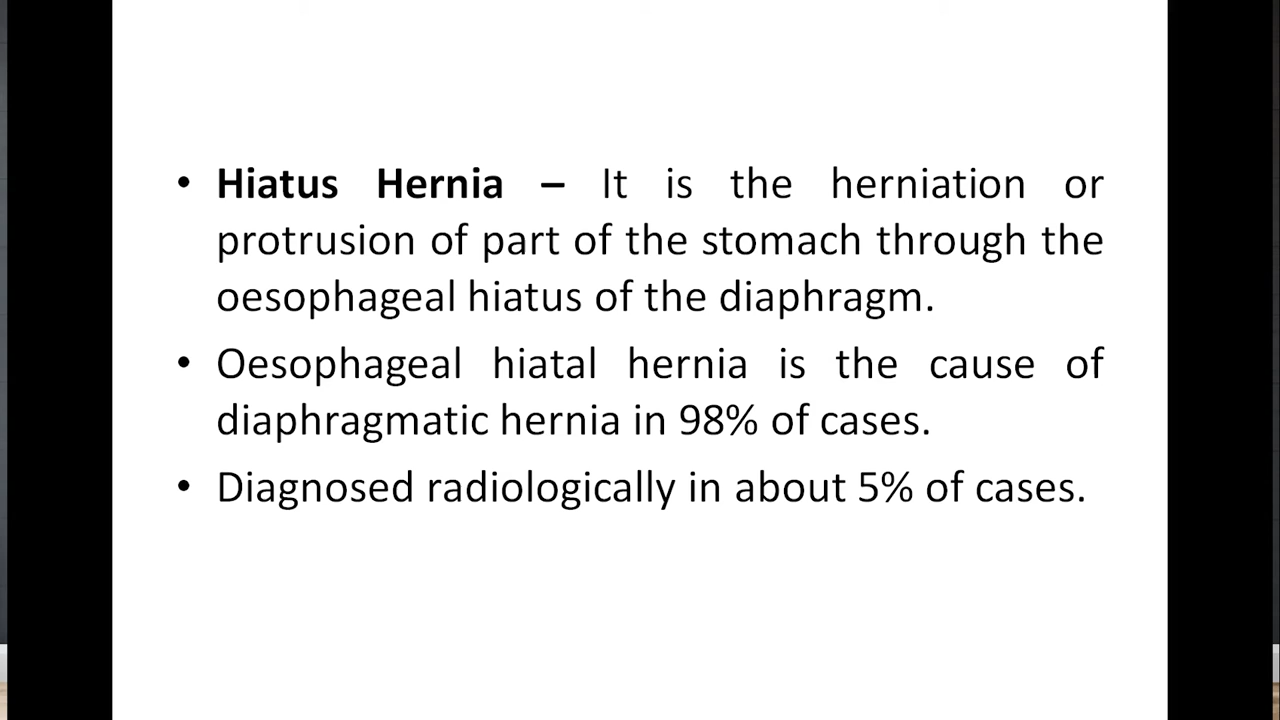 • Hiatus Hernia – It is the herniation or
protrusion of part of the stomach through the
oesophageal hiatus of the diaphragm.
• Oesophageal hiatal hernia is the cause of
diaphragmatic hernia in 98% of cases.
• Diagnosed radiologically in about 5% of cases.